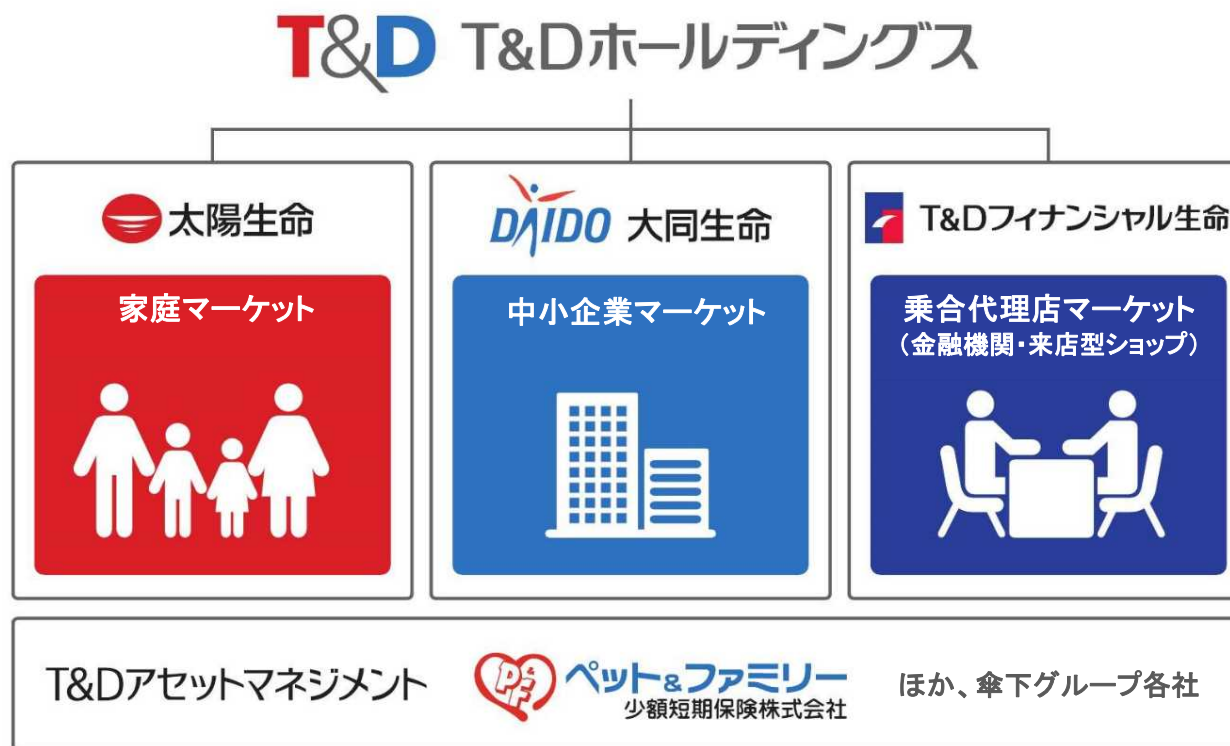 T&D T&Dホールディングス
太陽生命
家庭マーケット
DAIDO 大同生命
中小企業マーケット
T&Dフィナンシャル生命
乗合代理店マーケット
（金融機関・来店型ショップ）
T&Dアセットマネジメント
P&F ペット&ファミリー
少額短期保険株式会社
ほか、傘下グループ各社